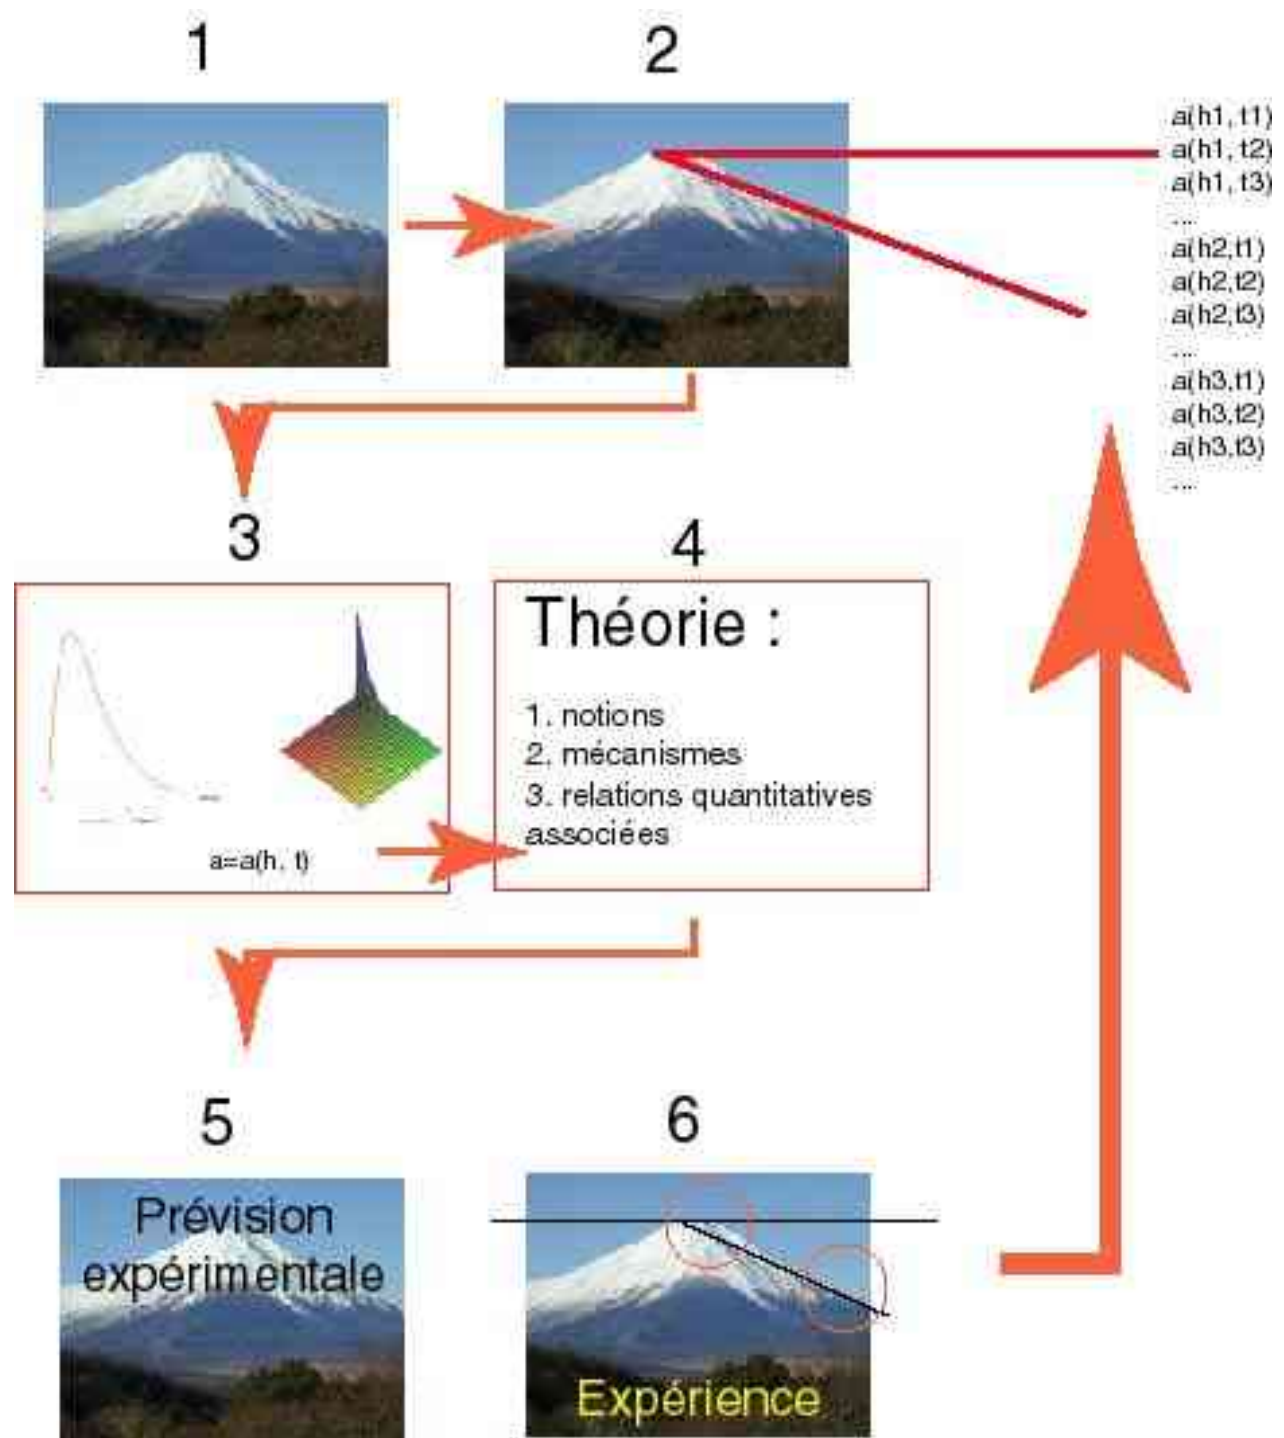 1
2
a(h1, t1)
a(h1, t2)
a(h1, t3)
....
a(h2,t1)
a(h2,t2)
a(h2,t3)
...
a(h3,t1)
a(h3,t2)
a(h3,t3)
...
3
4
a=a(h, t)
Théorie :
1. notions
2. mécanismes
3. relations quantitatives
associées
5
6
Prévision
expérimentale
Expérience